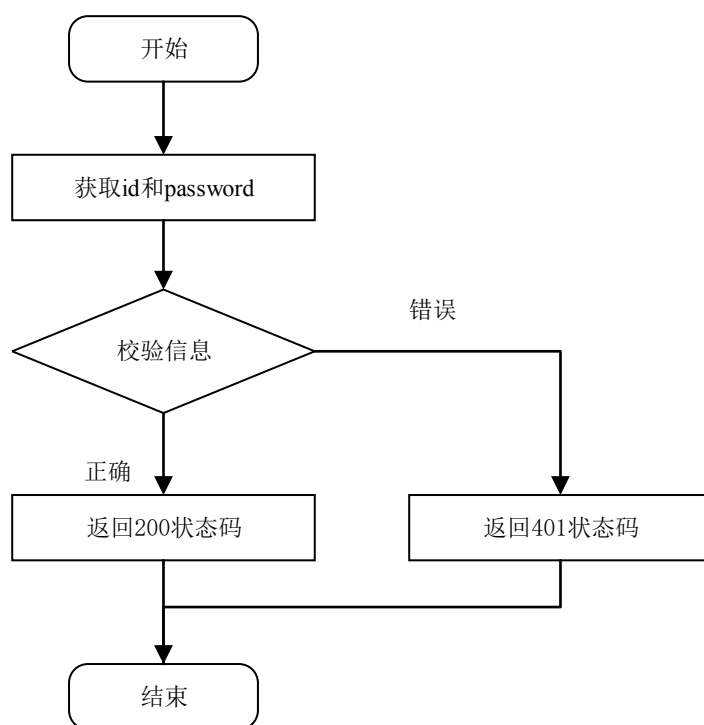 开始
获取id和password
错误
校验信息
正确
返回200状态码
返回401状态码
结束